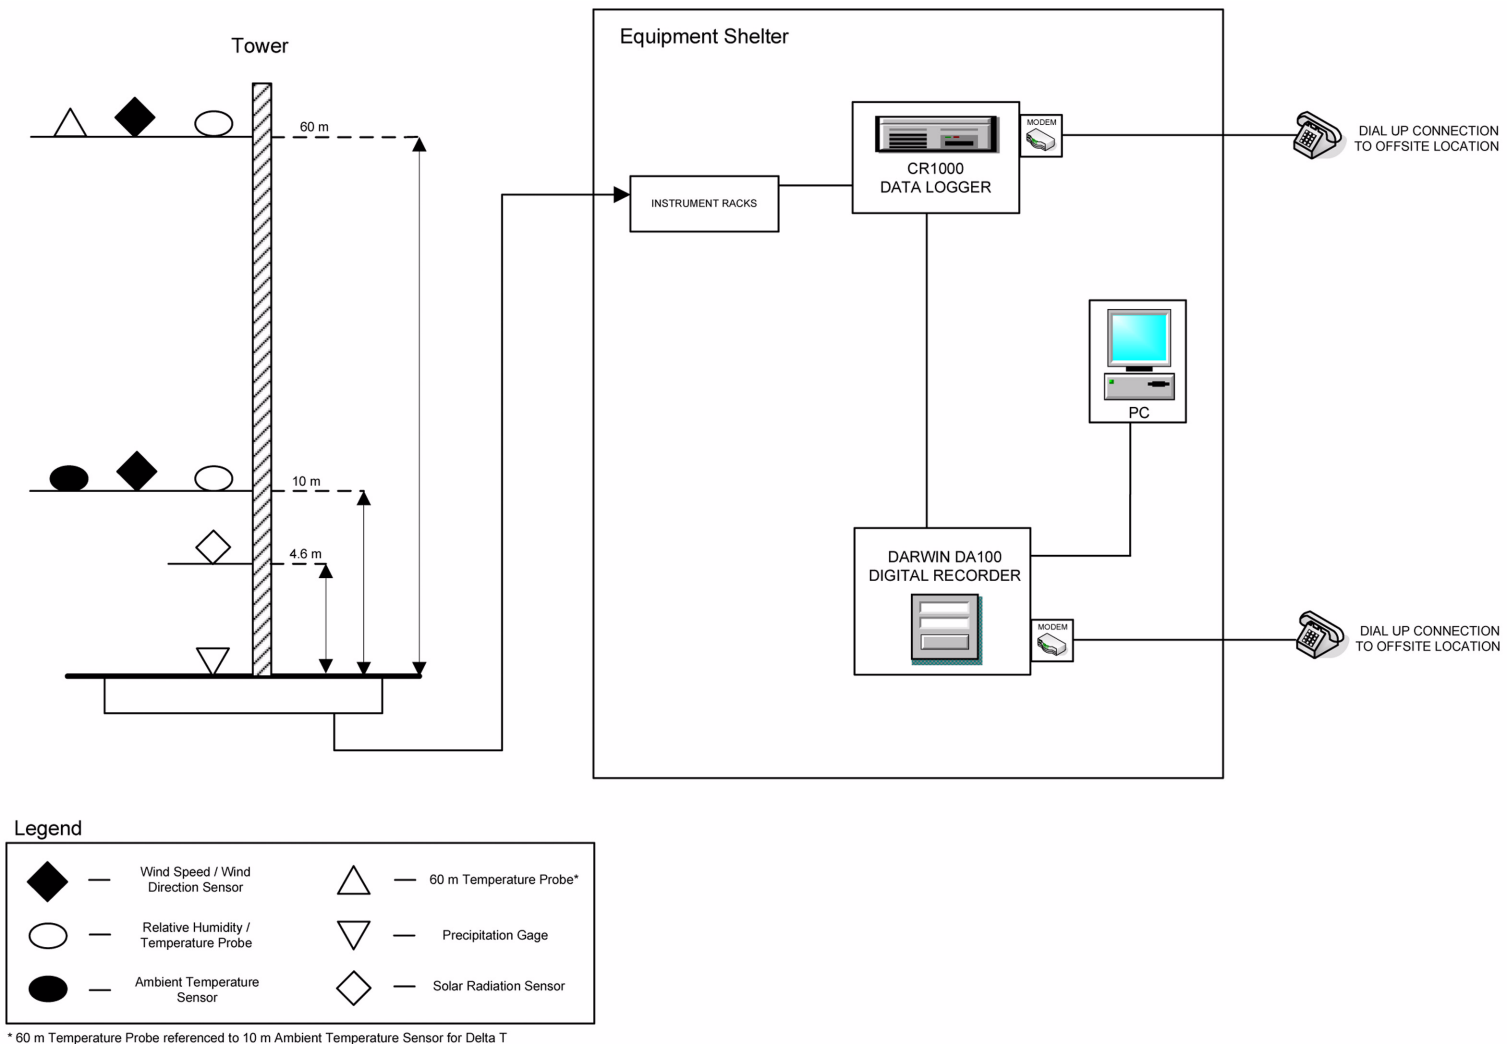 Tower
Equipment Shelter
60 m
10 m
4.6 m
INSTRUMENT RACKS
CR1000
DATA LOGGER
MODEM
DIAL UP CONNECTION
TO OFFSITE LOCATION
PC
DARWIN DA100
DIGITAL RECORDER
MODEM
DIAL UP CONNECTION
TO OFFSITE LOCATION
Legend
Wind Speed / Wind
Direction Sensor
60 m Temperature Probe*
Relative Humidity /
Temperature Probe
Precipitation Gage
Ambient Temperature
Sensor
Solar Radiation Sensor
* 60 m Temperature Probe referenced to 10 m Ambient Temperature Sensor for Delta T